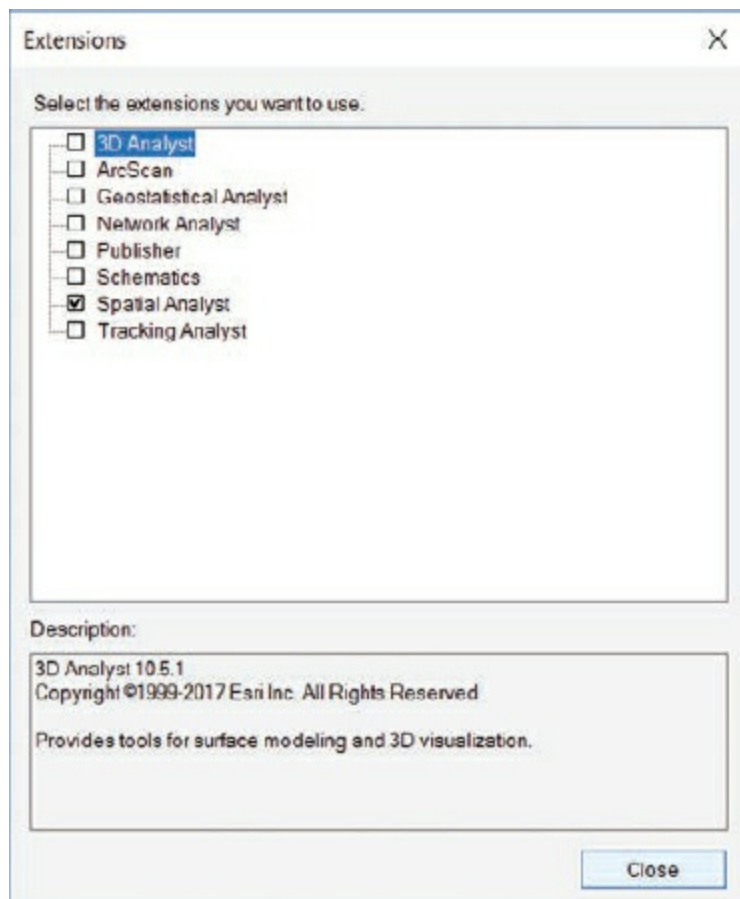 Extensions
Select the extensions you want to use.
3D Analyst
ArcScan
Geostatistical Analyst
Network Analyst
Publisher
Schematics
Spatial Analyst
Tracking Analyst
Description:
3D Analyst 10.5.1
Copyright ©1999-2017 Esri Inc. All Rights Reserved
Provides tools for surface modeling and 3D visualization.
Close